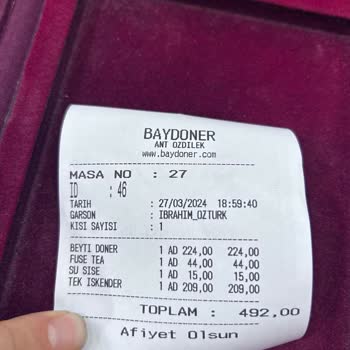 BAYDONER
ANT OZDILEK
www.baydoner.com
MASA NO : 27
ID : 46
TARIH : 27/03/2024 18:59:40
GARSON : IBRAHIM_OZTURK
KISI SAYISI : 1
BEYTI DONER 1 AD 224,00 224,00
FUSE TEA 1 AD 44,00 44,00
SU SISE 1 AD 15,00 15,00
TEK ISKENDER 1 AD 209,00 209,00
TOPLAM : 492,00
Afiyet Olsun